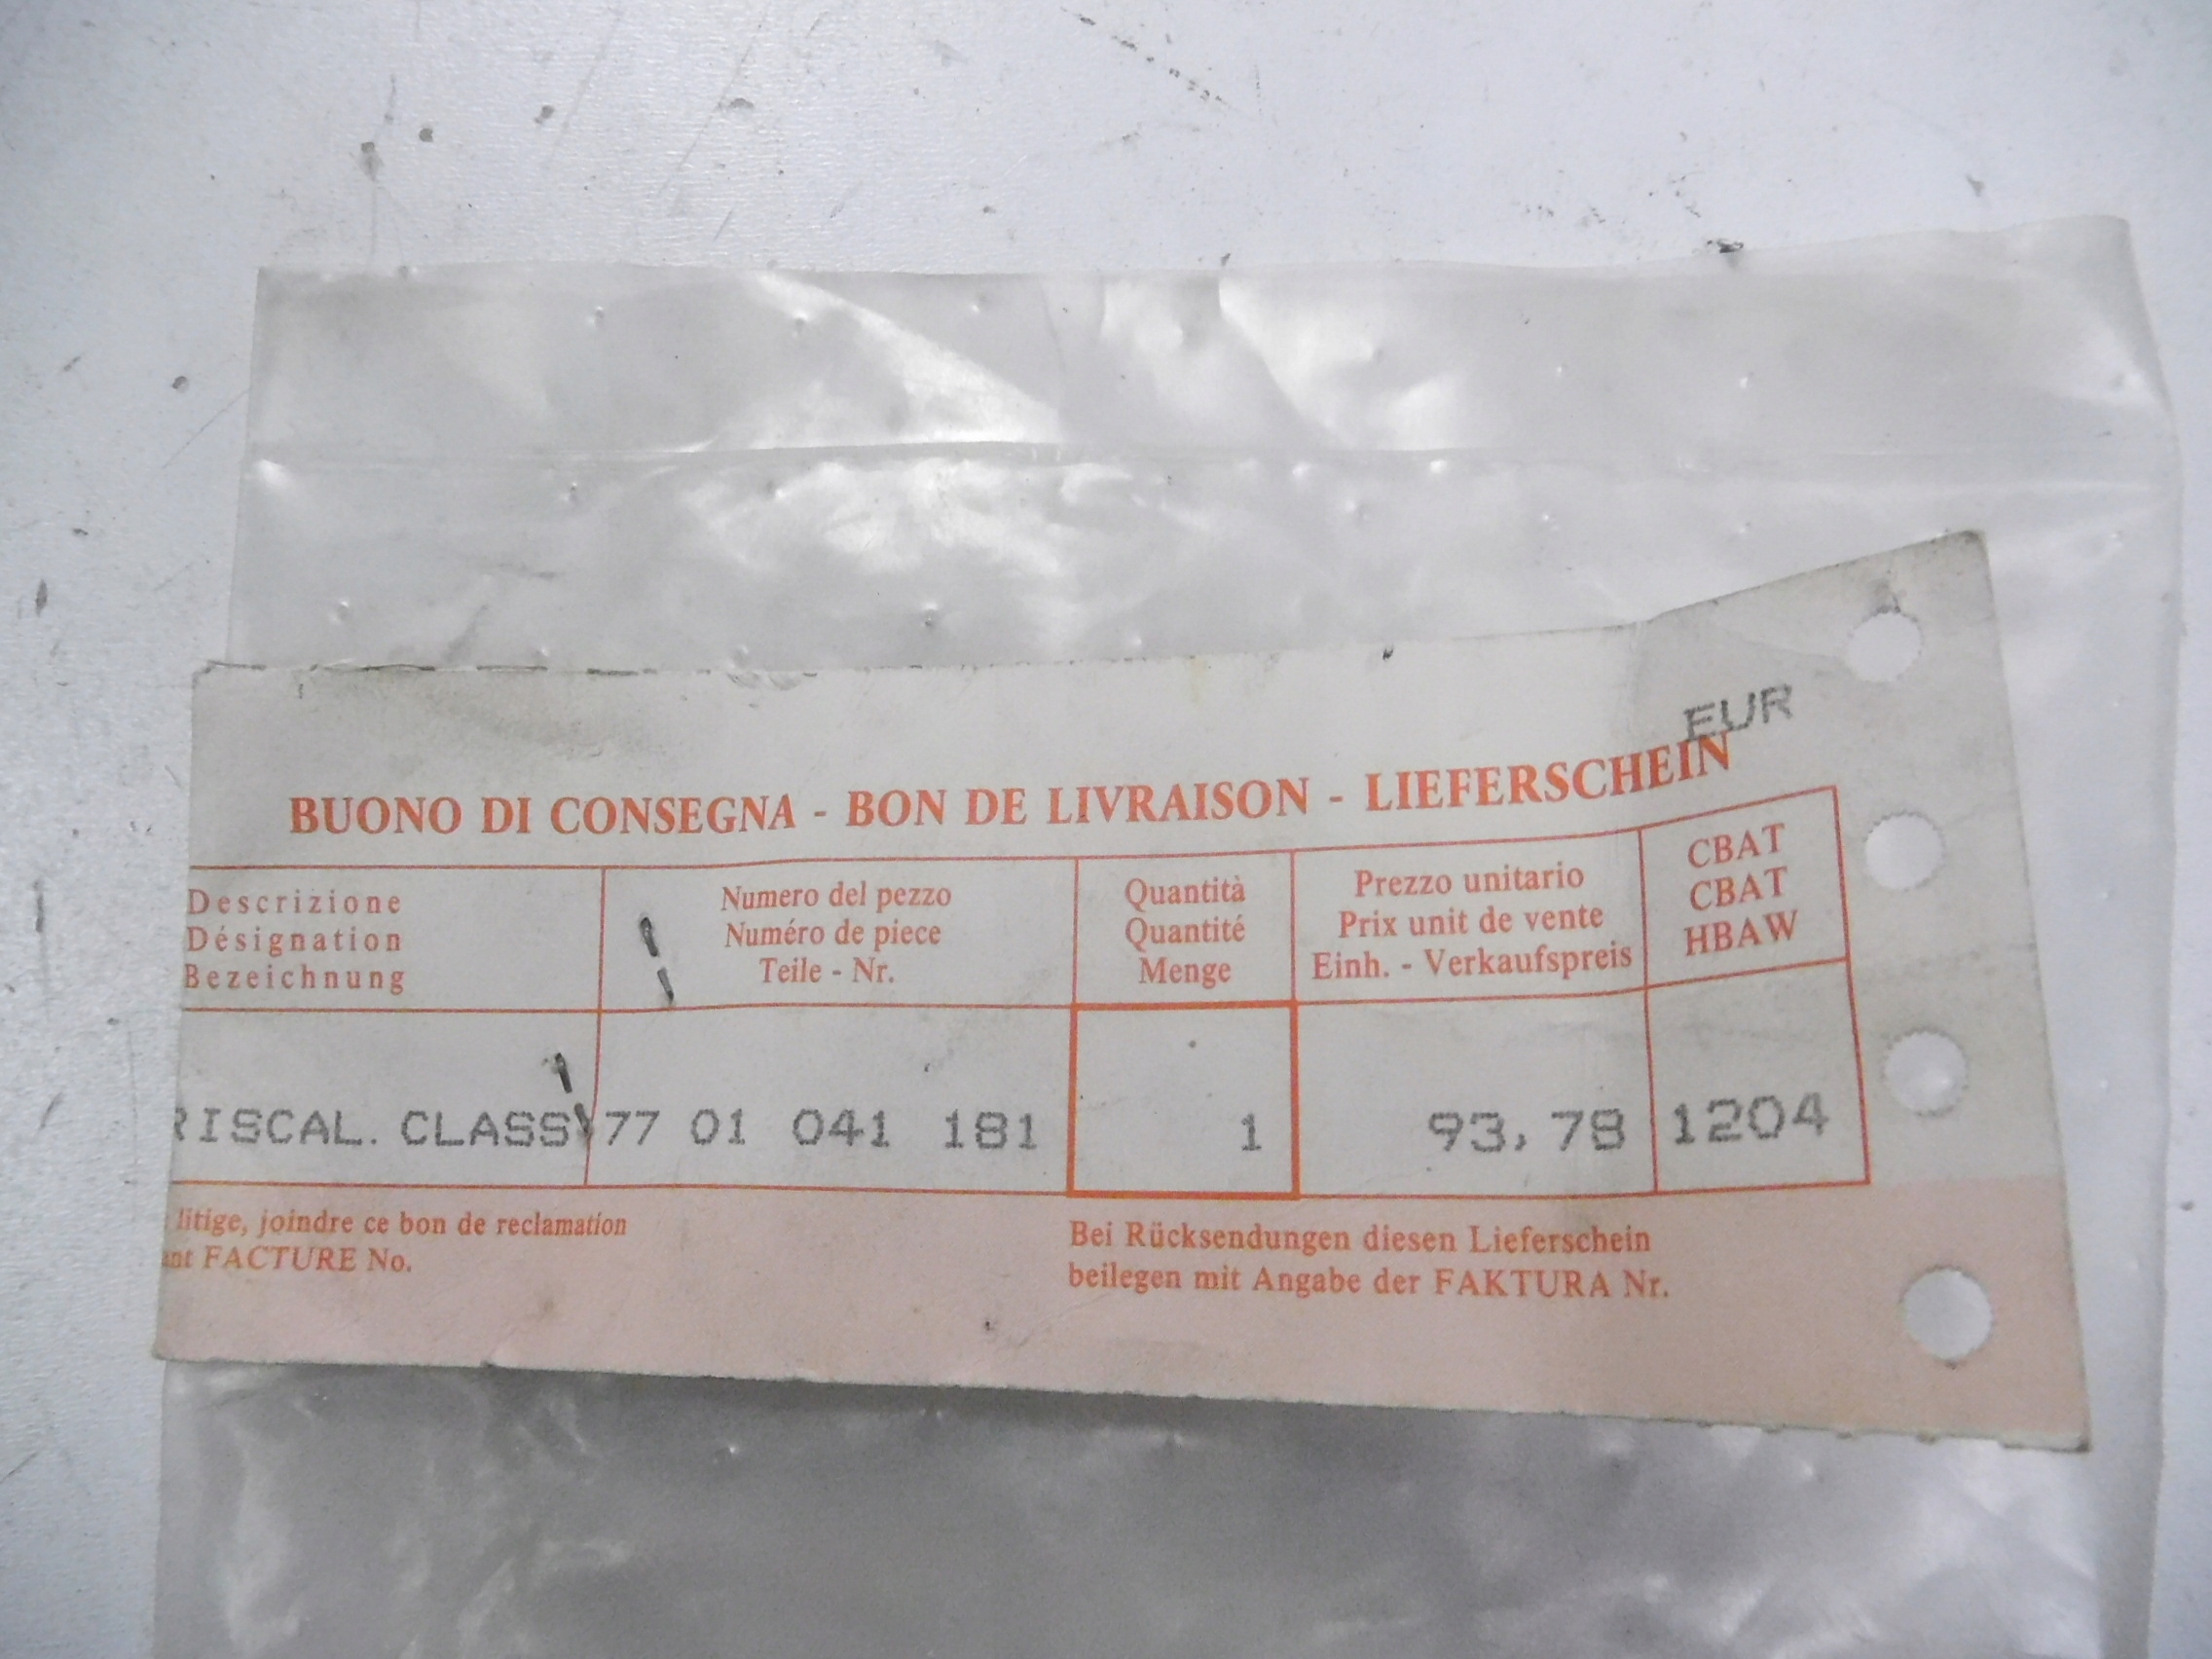 EUR
BUONO DI CONSEGNA - BON DE LIVRAISON - LIEFERSCHEIN
Descrizione
Désignation
Bezeichnung
Numero del pezzo
Numéro de piece
Teile - Nr.
Quantità
Quantité
Menge
Prezzo unitario
Prix unit de vente
Einh. - Verkaufspreis
CBAT
CBAT
HBAW
RISCAL. CLASS 77 01 041 181 1 93,78 1204
litige, joindre ce bon de reclamation
ant FACTURE No.
Bei Rücksendungen diesen Lieferschein
beilegen mit Angabe der FAKTURA Nr.